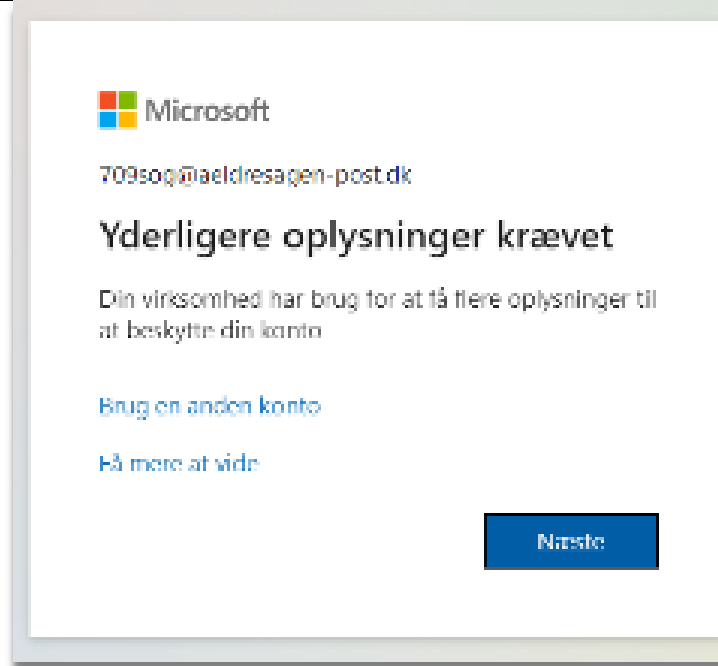 Microsoft
709sog@aeldresagen-post.dk
Yderligere oplysninger krævet
Din virksomhed har brug for at få flere oplysninger til
at beskytte din konto
Brug en anden konto
Få mere at vide
Næste